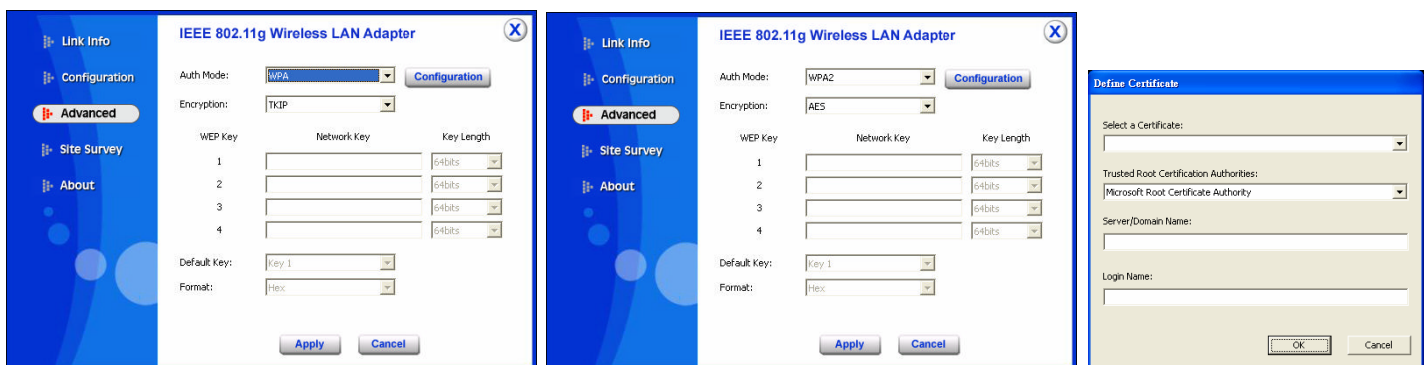 Link Info
Configuration
Advanced
Site Survey
About
IEEE 802.11g Wireless LAN Adapter
X
Auth Mode: WPA Configuration
Encryption: TKIP
WEP Key Network Key Key Length
1 64bits
2 64bits
3 64bits
4 64bits
Default Key: Key 1
Format: Hex
Apply Cancel
Link Info
Configuration
Advanced
Site Survey
About
IEEE 802.11g Wireless LAN Adapter
X
Auth Mode: WPA2 Configuration
Encryption: AES
WEP Key Network Key Key Length
1 64bits
2 64bits
3 64bits
4 64bits
Default Key: Key 1
Format: Hex
Apply Cancel
Define Certificate
Select a Certificate:
Trusted Root Certification Authorities:
Microsoft Root Certificate Authority
Server/Domain Name:
Login Name:
OK Cancel